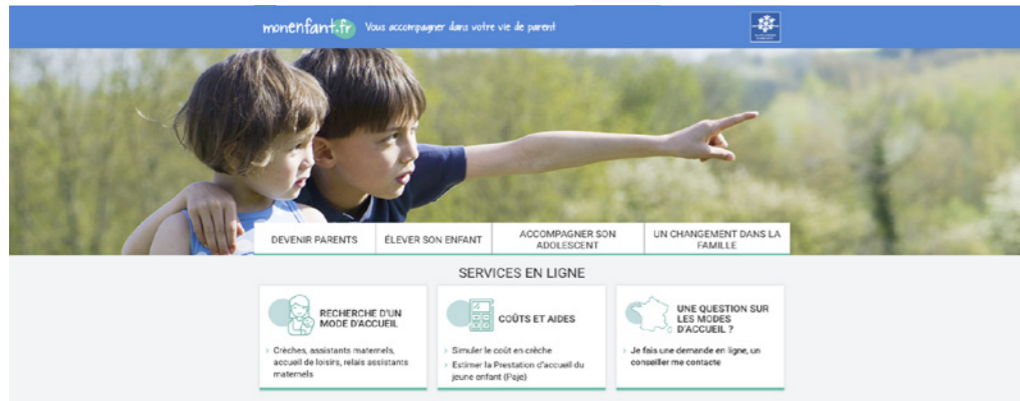 monenfant.fr Vous accompagner dans votre vie de parent
DEVENIR PARENTS
ÉLEVER SON ENFANT
ACCOMPAGNER SON
ADOLESCENT
UN CHANGEMENT DANS LA
FAMILLE
SERVICES EN LIGNE
RECHERCHE D'UN
MODE D'ACCUEIL
Crèches, assistants maternels,
accueil de loisirs, relais assistants
maternels
COÛTS ET AIDES
Simuler le coût en crèche
Estimer la Prestation d'accueil du
jeune enfant (Paje)
UNE QUESTION SUR
LES MODES
D'ACCUEIL ?
Je fais une demande en ligne, un
conseiller me contacte